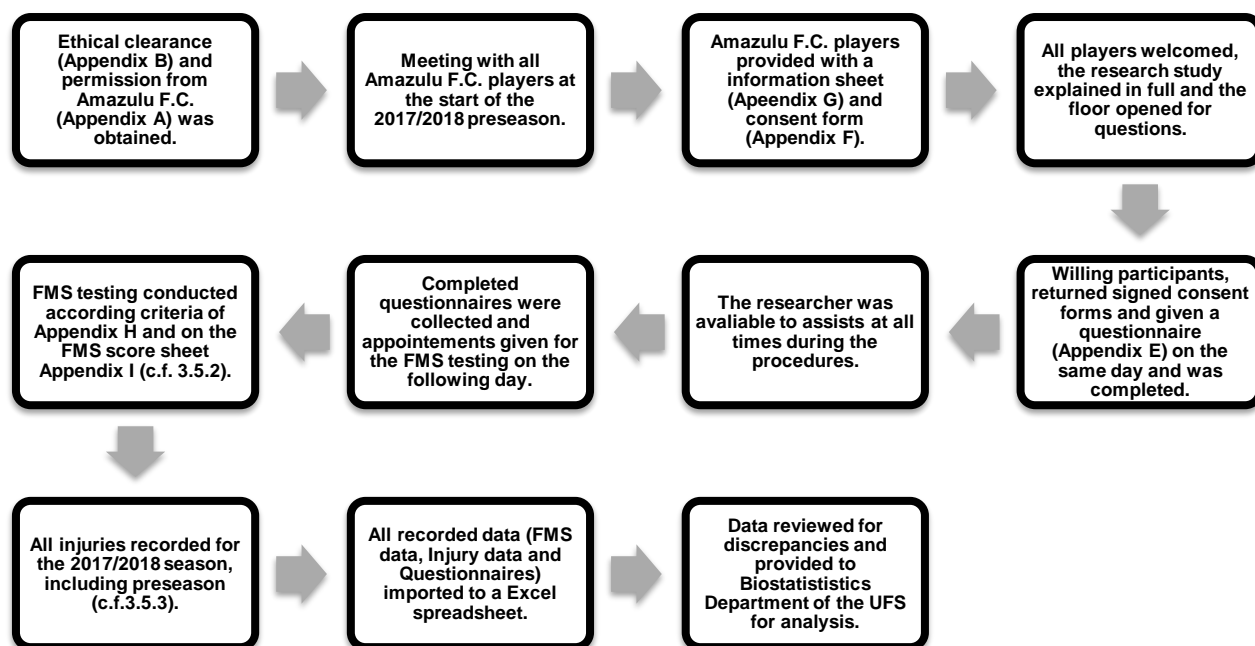 Ethical clearance
(Appendix B) and
permission from
Amazulu F.C.
(Appendix A) was
obtained.
Meeting with all
Amazulu F.C. players at
the start of the
2017/2018 preseason.
Amazulu F.C. players
provided with a
information sheet
(Apeendix G) and
consent form
(Appendix F).
All players welcomed,
the research study
explained in full and the
floor opened for
questions.
Willing participants,
returned signed consent
forms and given a
questionnaire
(Appendix E) on the
same day and was
completed.
The researcher was
avaliable to assists at all
times during the
procedures.
Completed
questionnaires were
collected and
appointements given for
the FMS testing on the
following day.
FMS testing conducted
according criteria of
Appendix H and on the
FMS score sheet
Appendix I (c.f. 3.5.2).
All injuries recorded for
the 2017/2018 season,
including preseason
(c.f.3.5.3).
All recorded data (FMS
data, Injury data and
Questionnaires)
imported to a Excel
spreadsheet.
Data reviewed for
discrepancies and
provided to
Biostatististics
Department of the UFS
for analysis.